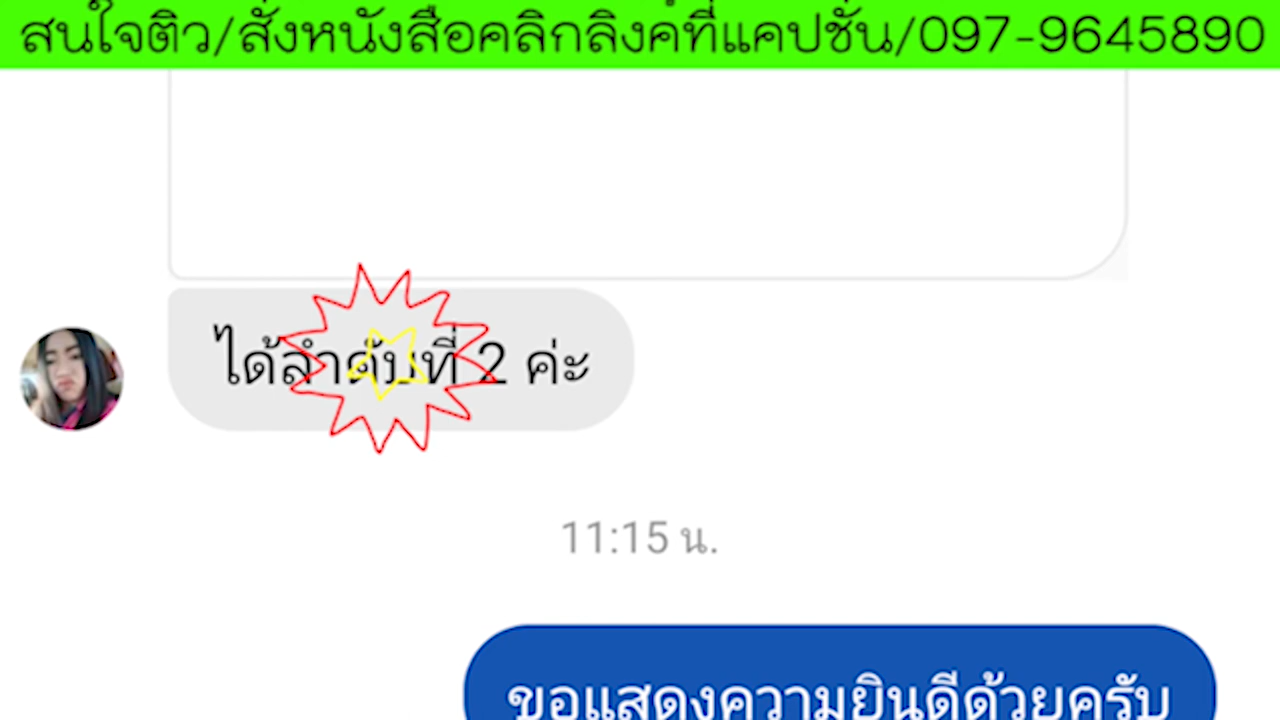 สนใจติว/สั่งหนังสือคลิกลิงค์ที่แคปชั่น/097-9645890
ได้ลำดับที่ 2 ค่ะ
11:15 น.
ขอแสดงความยินดีด้วยครับ